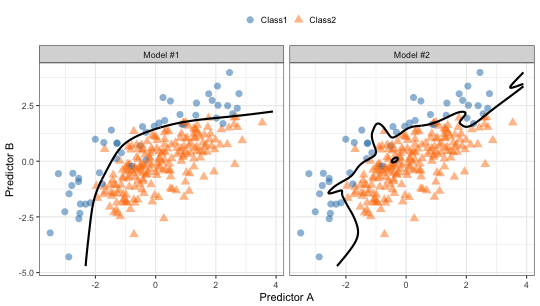 Class1 Class2
Model #1 Model #2
Predictor B
2.5
0.0
-2.5
-5.0
-2 0 2 4 -2 0 2 4
Predictor A